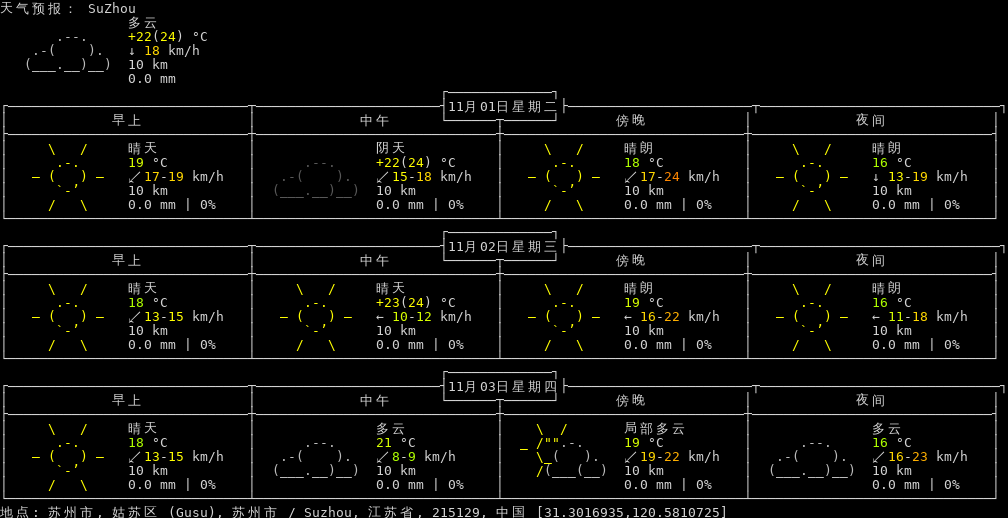 天气预报: SuZhou
多云
+22(24) °C
↓ 18 km/h
10 km
0.0 mm
11月01日星期二
早上 中午 傍晚 夜间
晴天 阴天 晴朗 晴朗
19 °C +22(24) °C 18 °C 16 °C
↙ 17-19 km/h ↙ 15-18 km/h ↙ 17-24 km/h ↓ 13-19 km/h
10 km 10 km 10 km 10 km
0.0 mm | 0% 0.0 mm | 0% 0.0 mm | 0% 0.0 mm | 0%
11月02日星期三
早上 中午 傍晚 夜间
晴天 晴天 晴朗 晴朗
18 °C +23(24) °C 19 °C 16 °C
↙ 13-15 km/h ← 10-12 km/h ← 16-22 km/h ← 11-18 km/h
10 km 10 km 10 km 10 km
0.0 mm | 0% 0.0 mm | 0% 0.0 mm | 0% 0.0 mm | 0%
11月03日星期四
早上 中午 傍晚 夜间
晴天 多云 局部多云 多云
18 °C 21 °C 19 °C 16 °C
↙ 13-15 km/h ↙ 8-9 km/h ↙ 19-22 km/h ↙ 16-23 km/h
10 km 10 km 10 km 10 km
0.0 mm | 0% 0.0 mm | 0% 0.0 mm | 0% 0.0 mm | 0%
地点: 苏州市, 姑苏区 (Gusu), 苏州市 / Suzhou, 江苏省, 215129, 中国 [31.3016935,120.5810725]